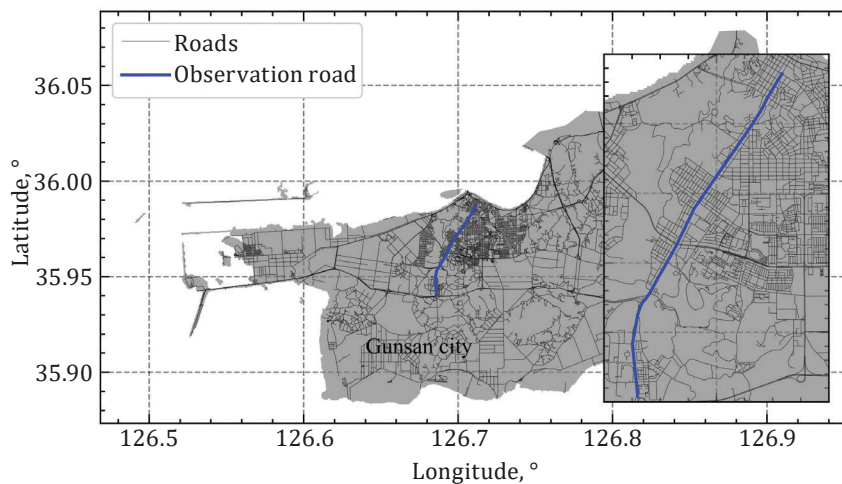 Roads
Observation road
36.05
36.00
35.95
35.90
Latitude, °
Gunsan city
126.5 126.6 126.7 126.8 126.9
Longitude, °